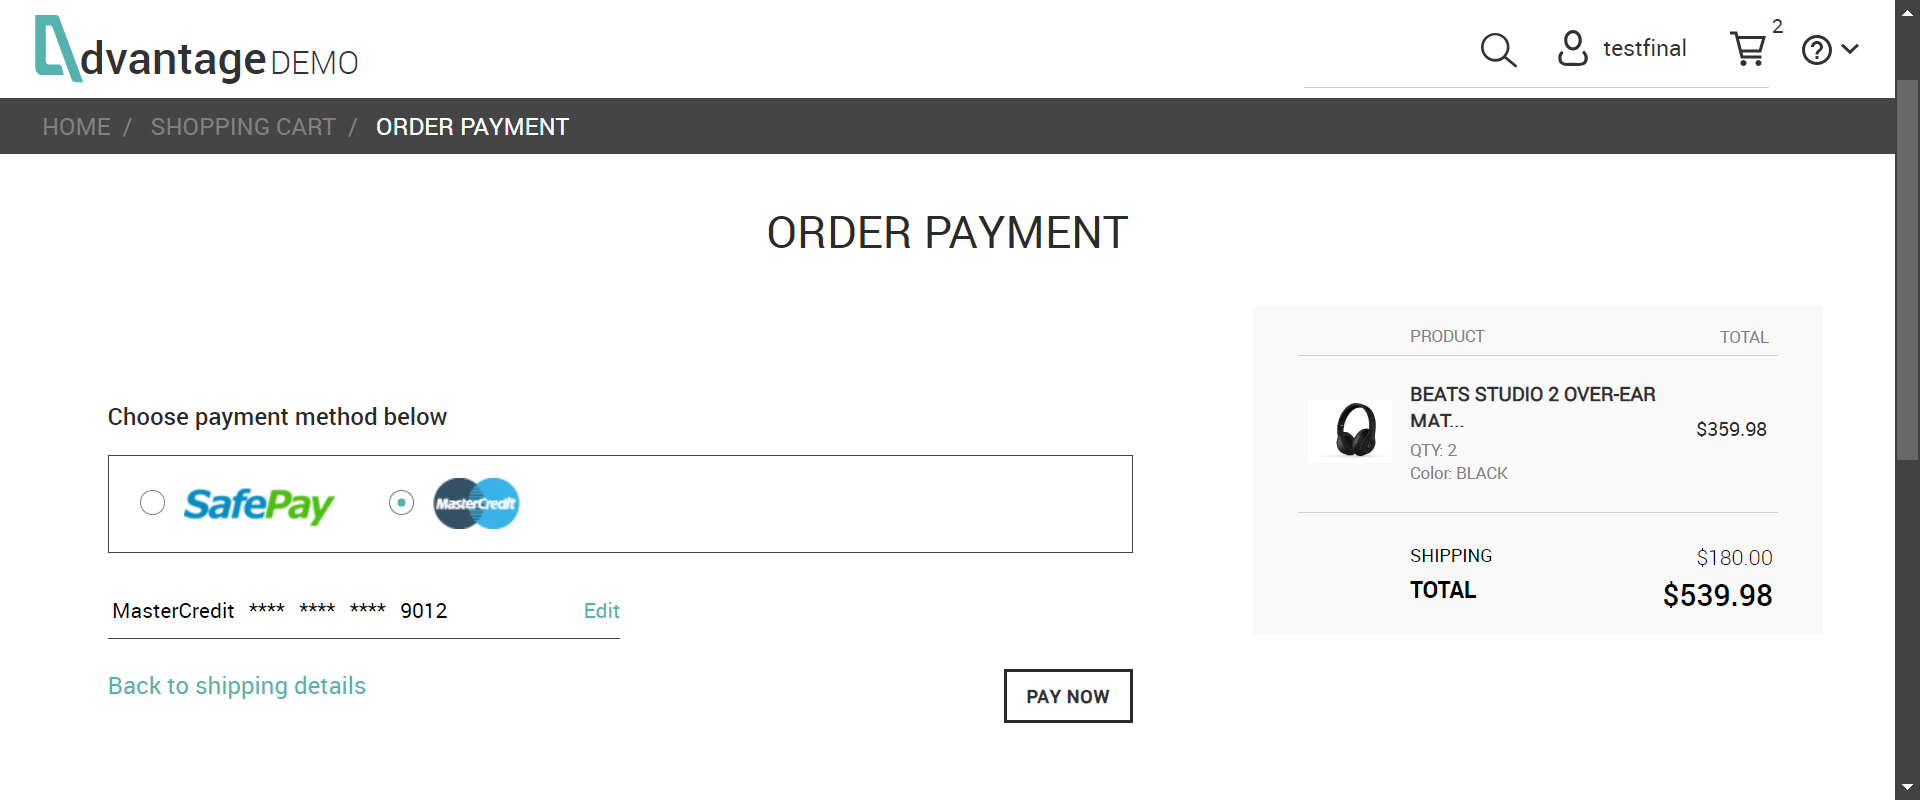 dvantage DEMO
testfinal
2
HOME / SHOPPING CART / ORDER PAYMENT
ORDER PAYMENT
Choose payment method below
SafePay MasterCredit
MasterCredit **** **** **** 9012 Edit
Back to shipping details
PAY NOW
PRODUCT TOTAL
BEATS STUDIO 2 OVER-EAR
MAT...
$359.98
QTY: 2
Color: BLACK
SHIPPING $180.00
TOTAL $539.98